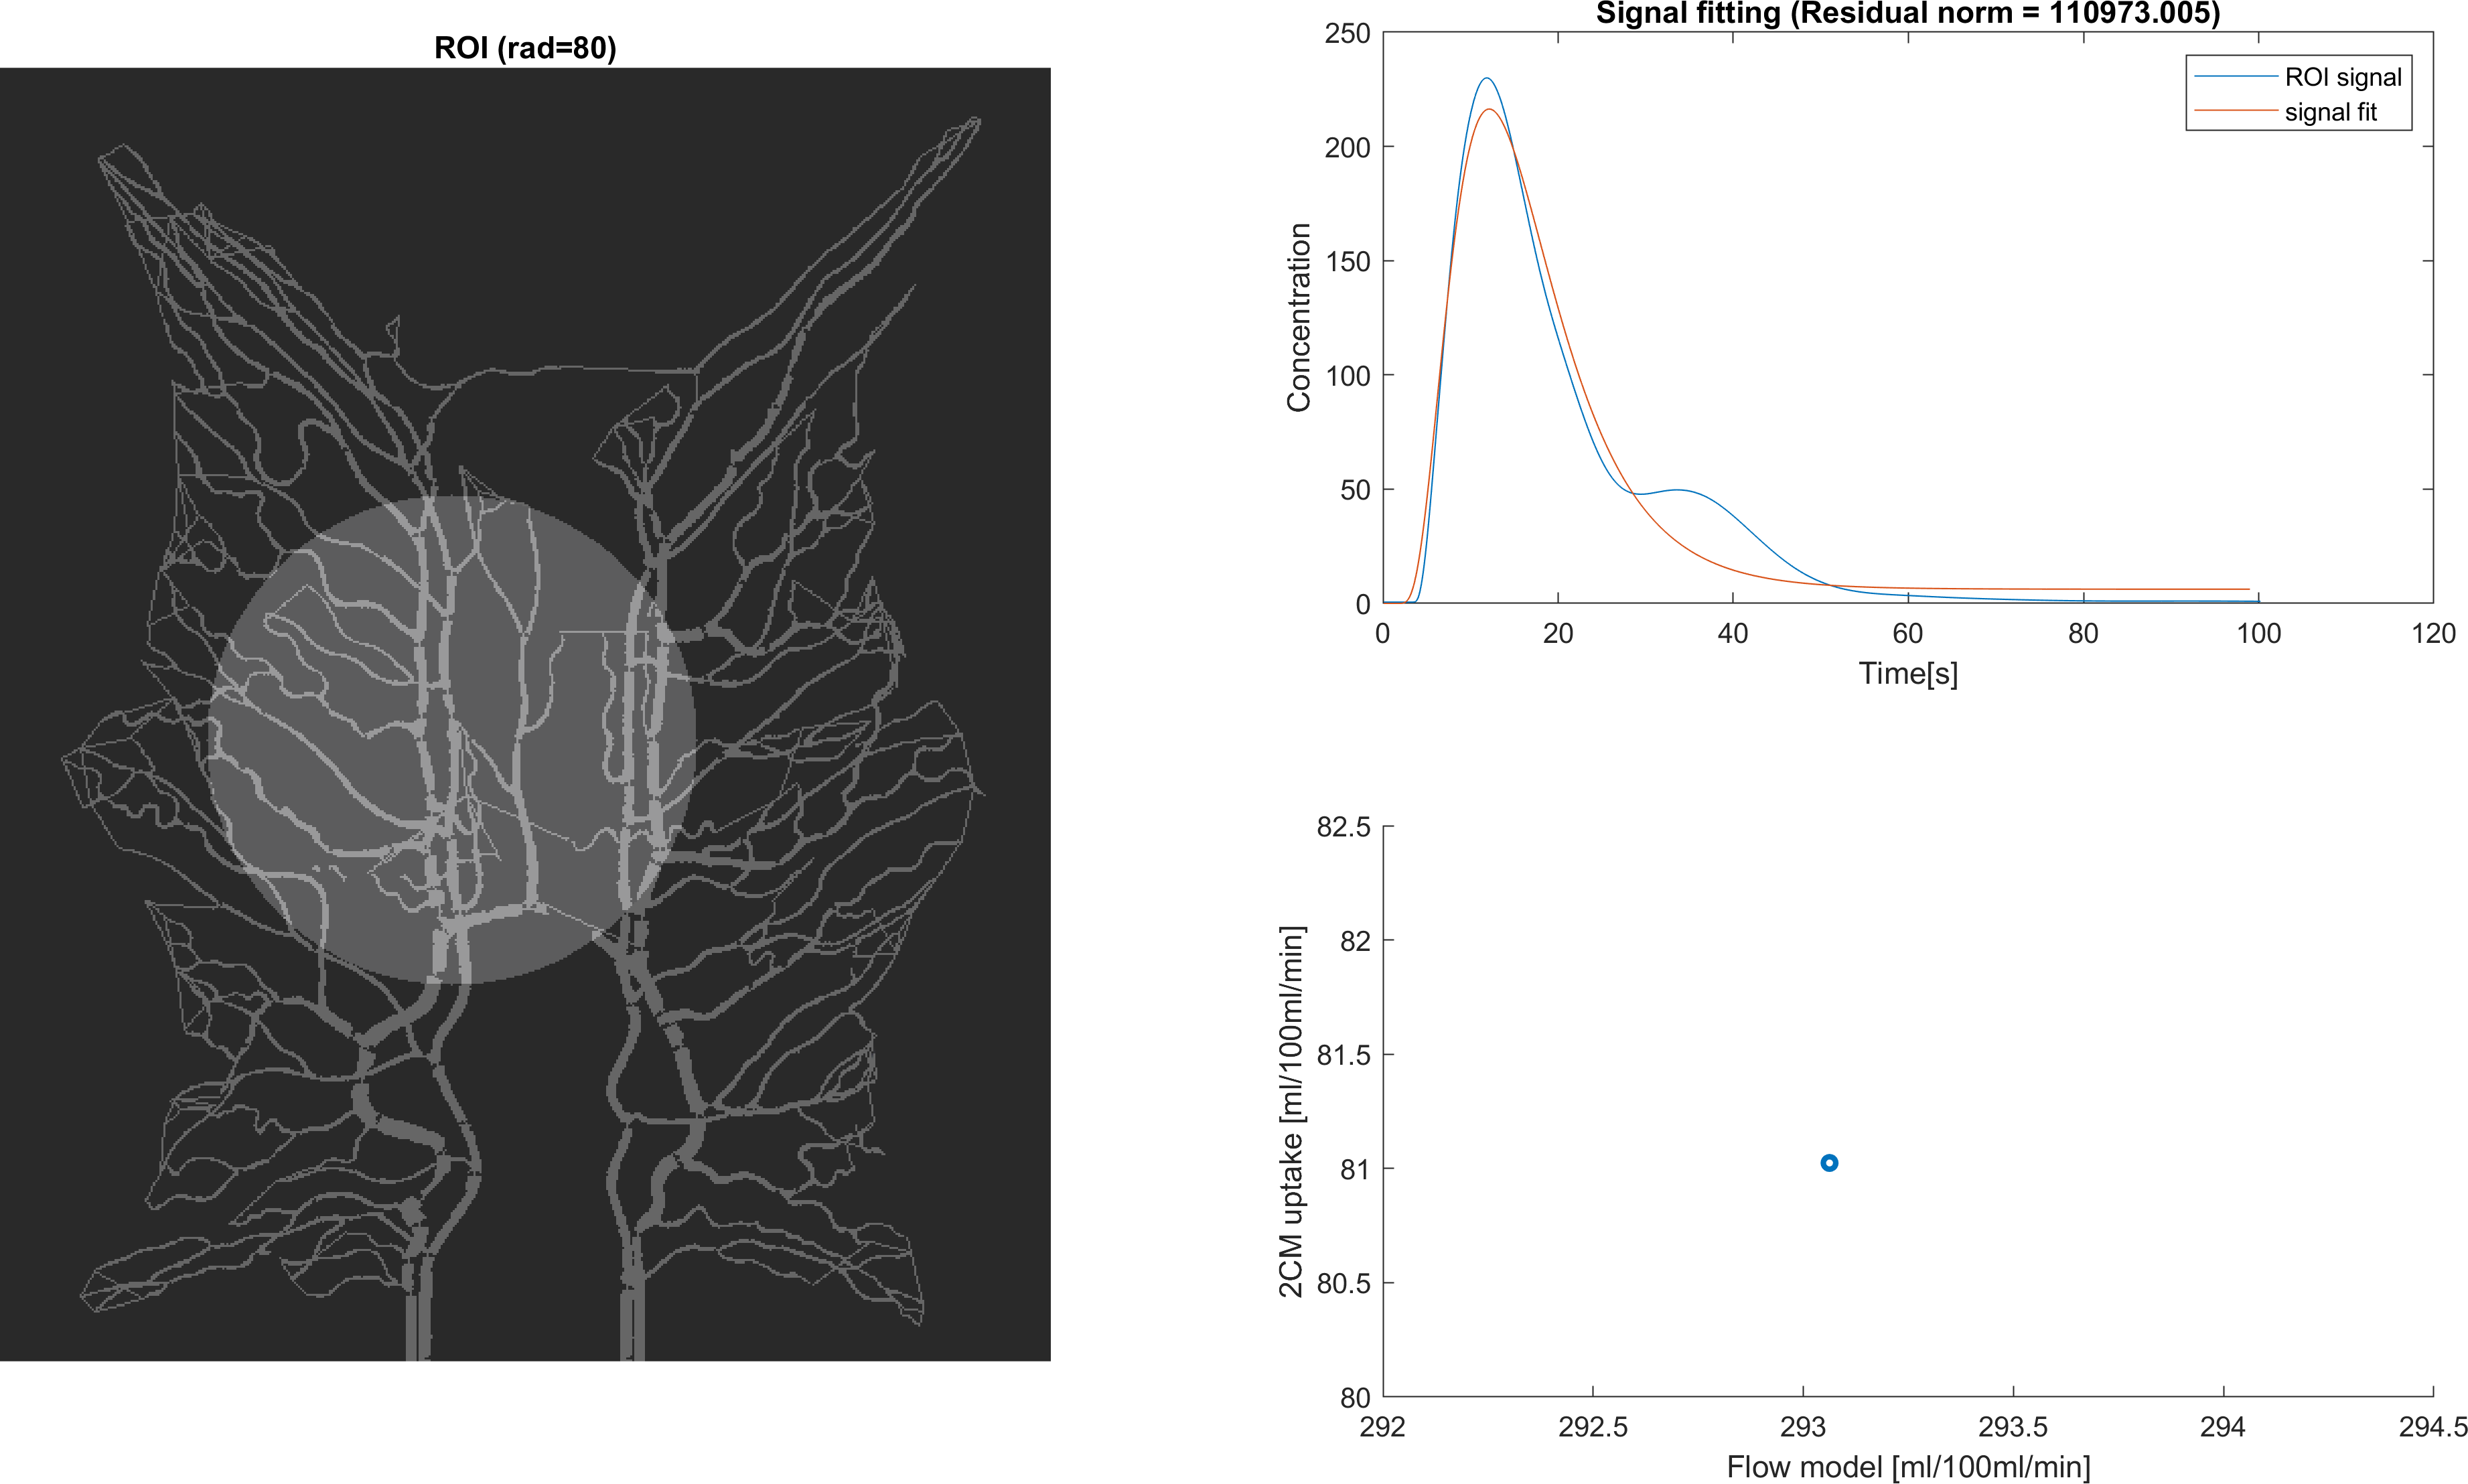 ROI (rad=80)
Signal fitting (Residual norm = 110973.005)
250
200
150
100
50
0
Concentration
ROI signal
signal fit
0 20 40 60 80 100 120
Time[s]
82.5
82
81.5
81
80.5
80
2CM uptake [ml/100ml/min]
292 292.5 293 293.5 294 294.5
Flow model [ml/100ml/min]